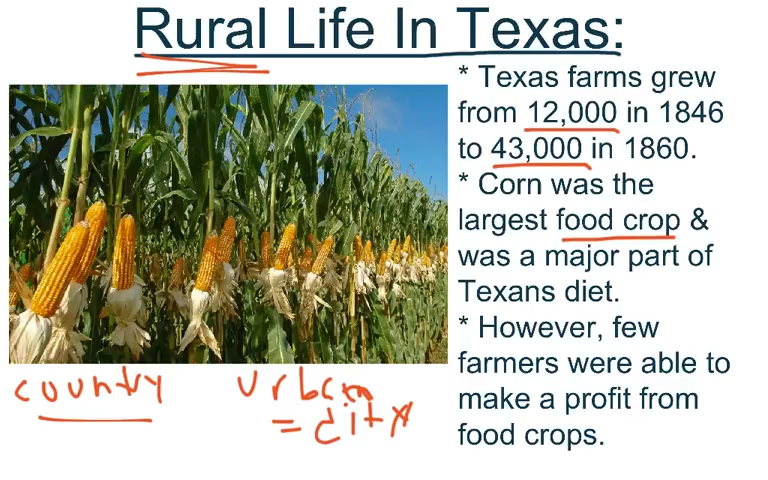 Rural Life In Texas:
* Texas farms grew
from 12,000 in 1846
to 43,000 in 1860.
* Corn was the
largest food crop &
was a major part of
Texans diet.
* However, few
farmers were able to
make a profit from
food crops.
country urban
= city